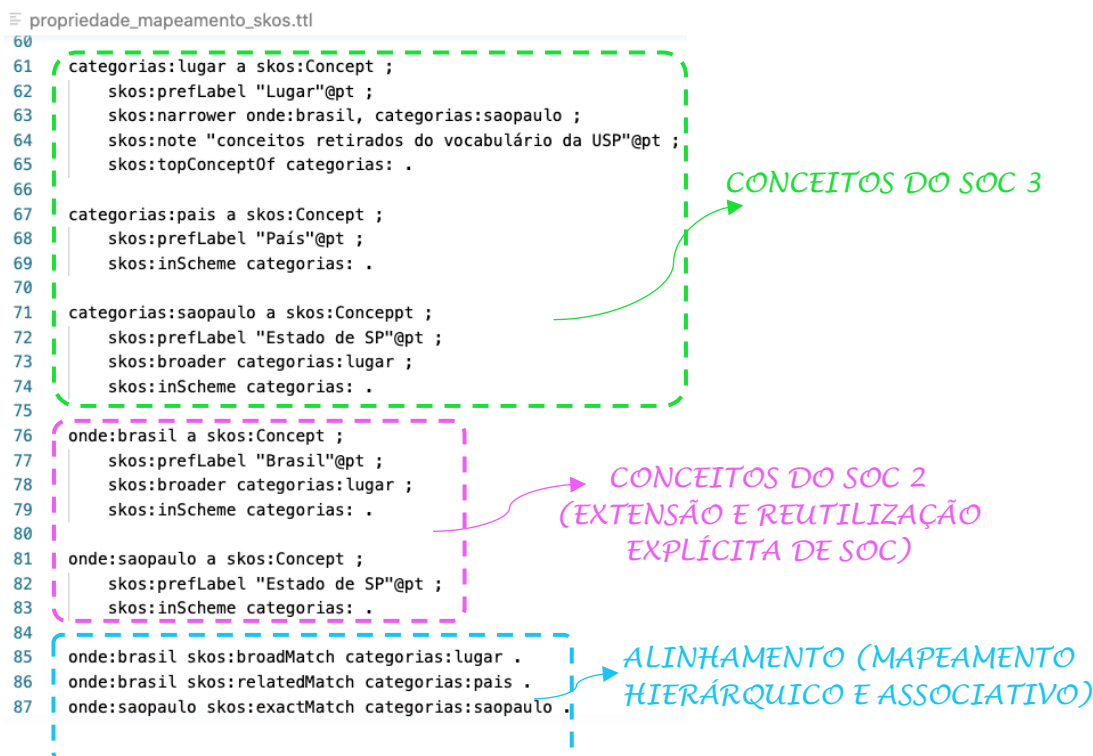 propriedade_mapeamento_skos.ttl
60
61 categorias:lugar a skos:Concept ;
62 skos:prefLabel "Lugar"@pt ;
63 skos:narrower onde:brasil, categorias:saopaulo ;
64 skos:note "conceitos retirados do vocabulário da USP"@pt ;
65 skos:topConceptOf categorias: .
66
67 categorias:pais a skos:Concept ;
68 skos:prefLabel "País"@pt ;
69 skos:inScheme categorias: .
70
71 categorias:saopaulo a skos:Conceppt ;
72 skos:prefLabel "Estado de SP"@pt ;
73 skos:broader categorias:lugar ;
74 skos:inScheme categorias: .
75
CONCEITOS DO SOC 3
76 onde:brasil a skos:Concept ;
77 skos:prefLabel "Brasil"@pt ;
78 skos:broader categorias:lugar ;
79 skos:inScheme categorias: .
80
81 onde:saopaulo a skos:Concept ;
82 skos:prefLabel "Estado de SP"@pt ;
83 skos:inScheme categorias: .
84
CONCEITOS DO SOC 2
(EXTENSÃO E REUTILIZAÇÃO
EXPLÍCITA DE SOC)
85 onde:brasil skos:broadMatch categorias:lugar .
86 onde:brasil skos:relatedMatch categorias:pais .
87 onde:saopaulo skos:exactMatch categorias:saopaulo .
ALINHAMENTO (MAPEAMENTO
HIERÁRQUICO E ASSOCIATIVO)